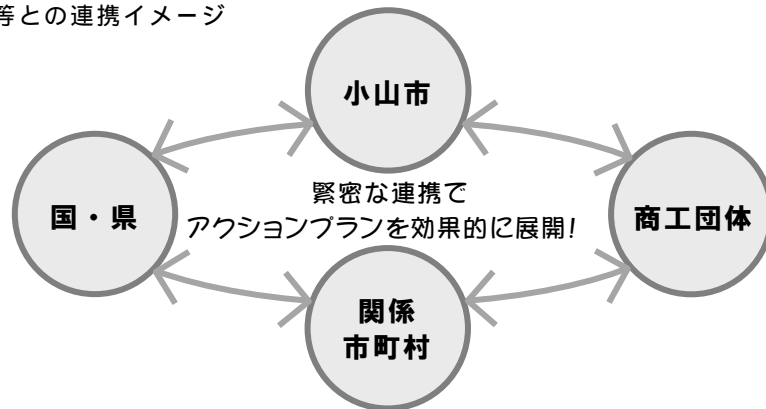 等との連携イメージ
小山市
国・県
緊密な連携で
アクションプランを効果的に展開!
商工団体
関係
市町村